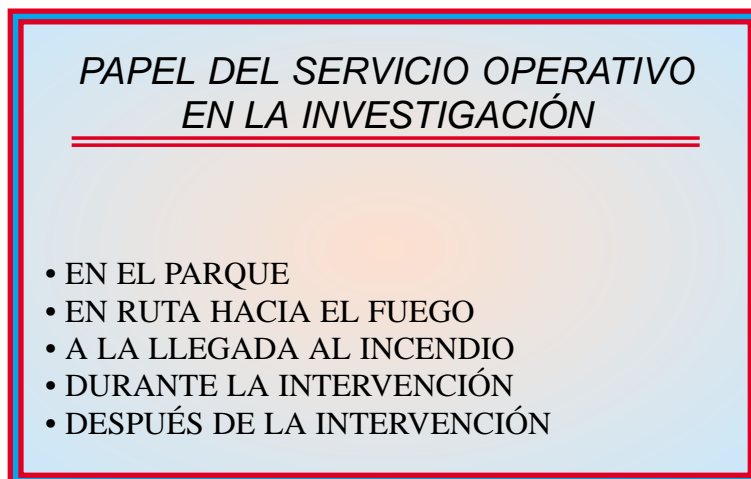 PAPEL DEL SERVICIO OPERATIVO
EN LA INVESTIGACIÓN
• EN EL PARQUE
• EN RUTA HACIA EL FUEGO
• A LA LLEGADA AL INCENDIO
• DURANTE LA INTERVENCIÓN
• DESPUÉS DE LA INTERVENCIÓN